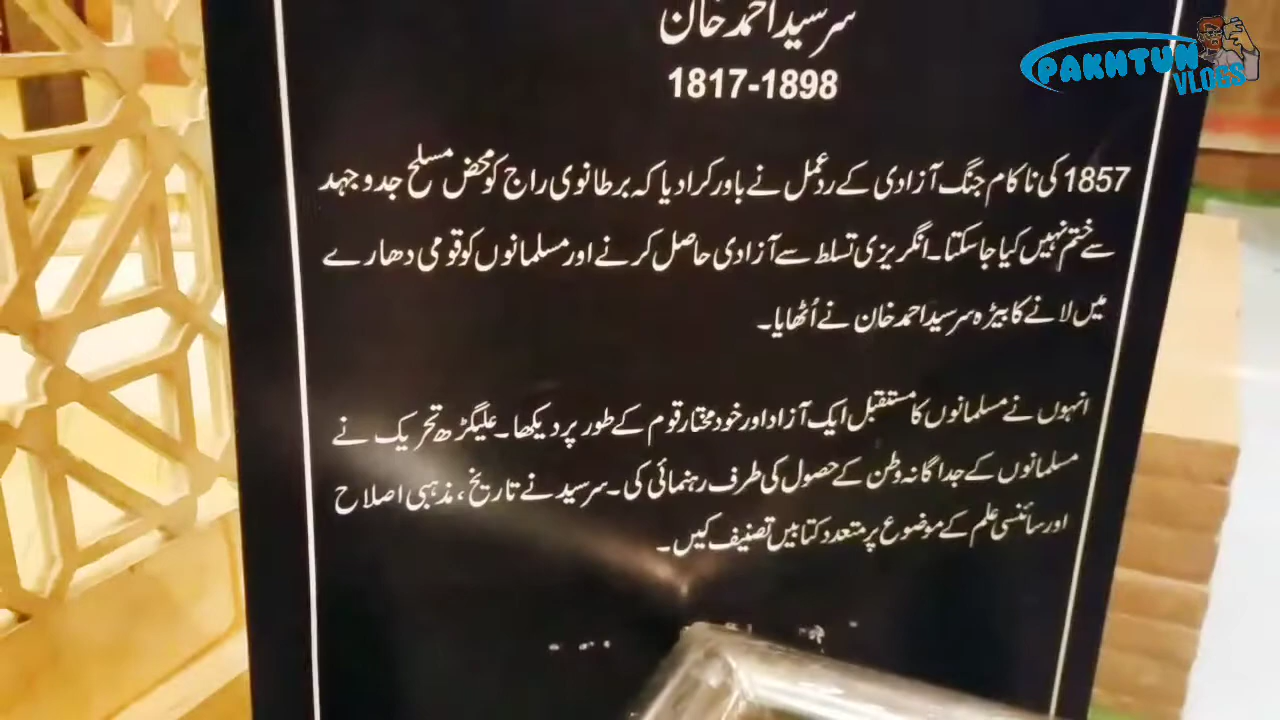 سرسید احمد خان
1817-1898
PAKHTUN
VLOGS
1857 کی ناکام جنگ آزادی کے ردعمل نے باور کرادیا کہ برطانوی راج کو محض مسلح جدوجہد
سے ختم نہیں کیا جاسکتا۔ انگریزی تسلط سے آزادی حاصل کرنے اور مسلمانوں کو قومی دھارے
میں لانے کا بیڑہ سرسید احمد خان نے اُٹھایا۔
انہوں نے مسلمانوں کا مستقبل ایک آزاد اور خودمختار قوم کے طور پر دیکھا۔ علیگڑھ تحریک نے
مسلمانوں کے جداگانہ وطن کے حصول کی طرف رہنمائی کی۔ سرسید نے تاریخ، مذہبی اصلاح
اور سائنسی علم کے موضوع پر متعدد کتابیں تصنیف کیں۔